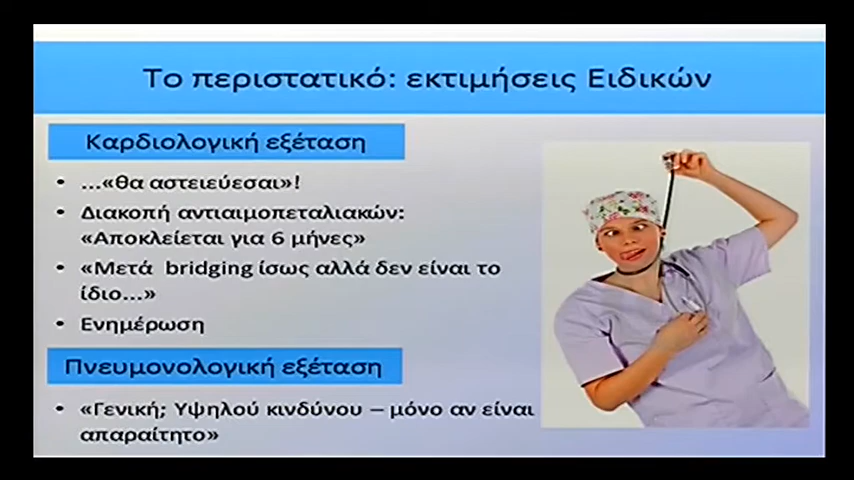 Το περιστατικό: εκτιμήσεις Ειδικών
Καρδιολογική εξέταση
• …«θα αστειεύεσαι»!
• Διακοπή αντιαιμοπεταλιακών:
«Αποκλείεται για 6 μήνες»
• «Μετά bridging ίσως αλλά δεν είναι το
ίδιο…»
• Ενημέρωση
Πνευμονολογική εξέταση
• «Γενική; Υψηλού κινδύνου – μόνο αν είναι
απαραίτητο»